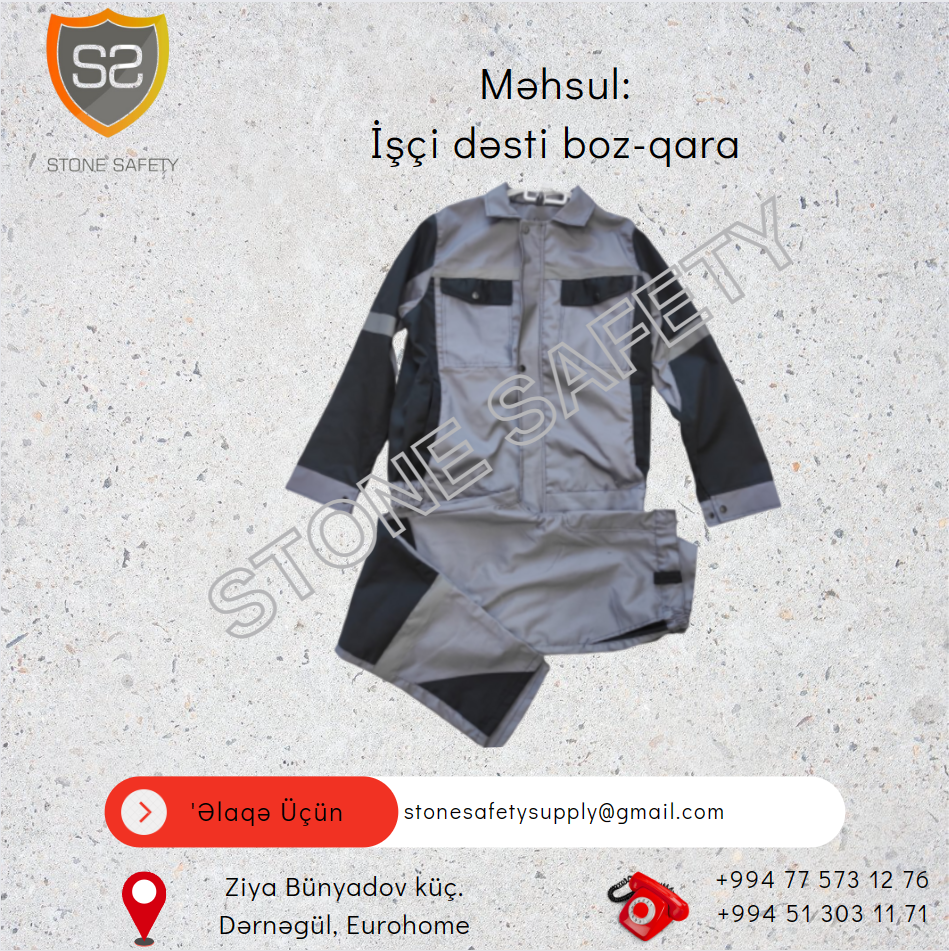 SS
STONE SAFETY
Məhsul:
İşçi dəsti boz-qara
STONE SAFETY
'Əlaqə Üçün
stonesafetysupply@gmail.com
Ziya Bünyadov küç.
Dərnəgül, Eurohome
+994 77 573 12 76
+994 51 303 11 71